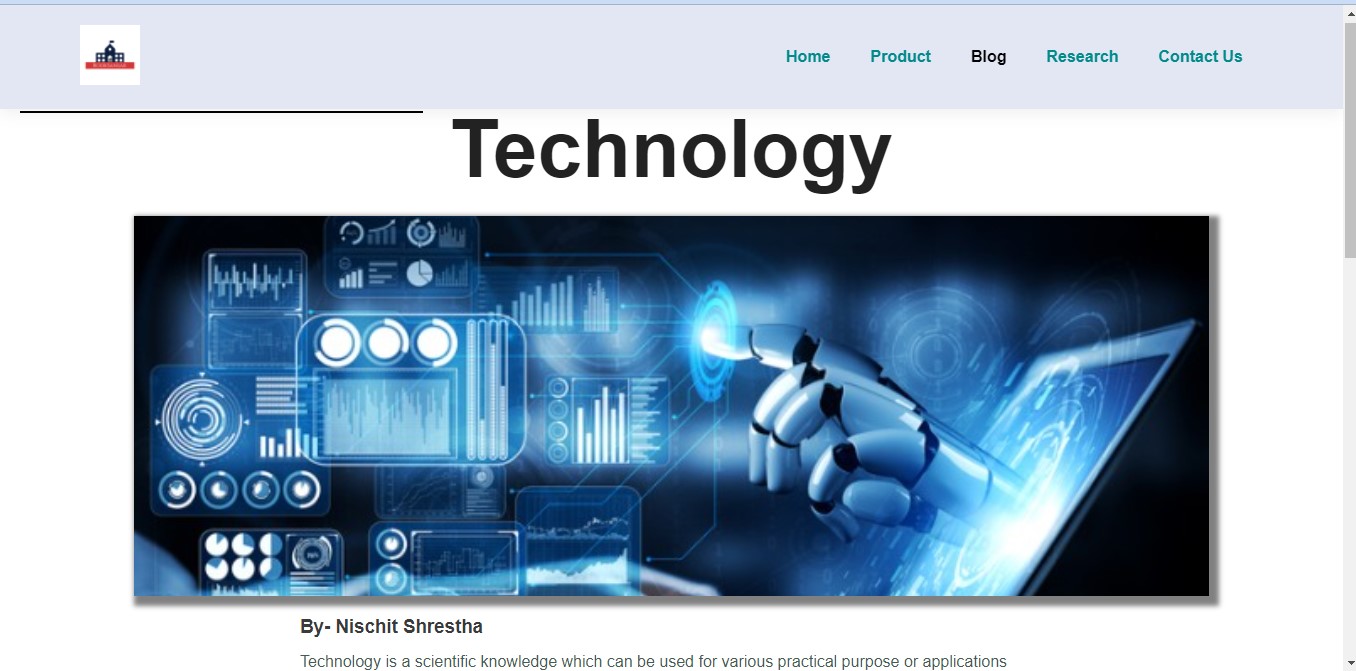 Home Product Blog Research Contact Us
Technology
By- Nischit Shrestha
Technology is a scientific knowledge which can be used for various practical purpose or applications